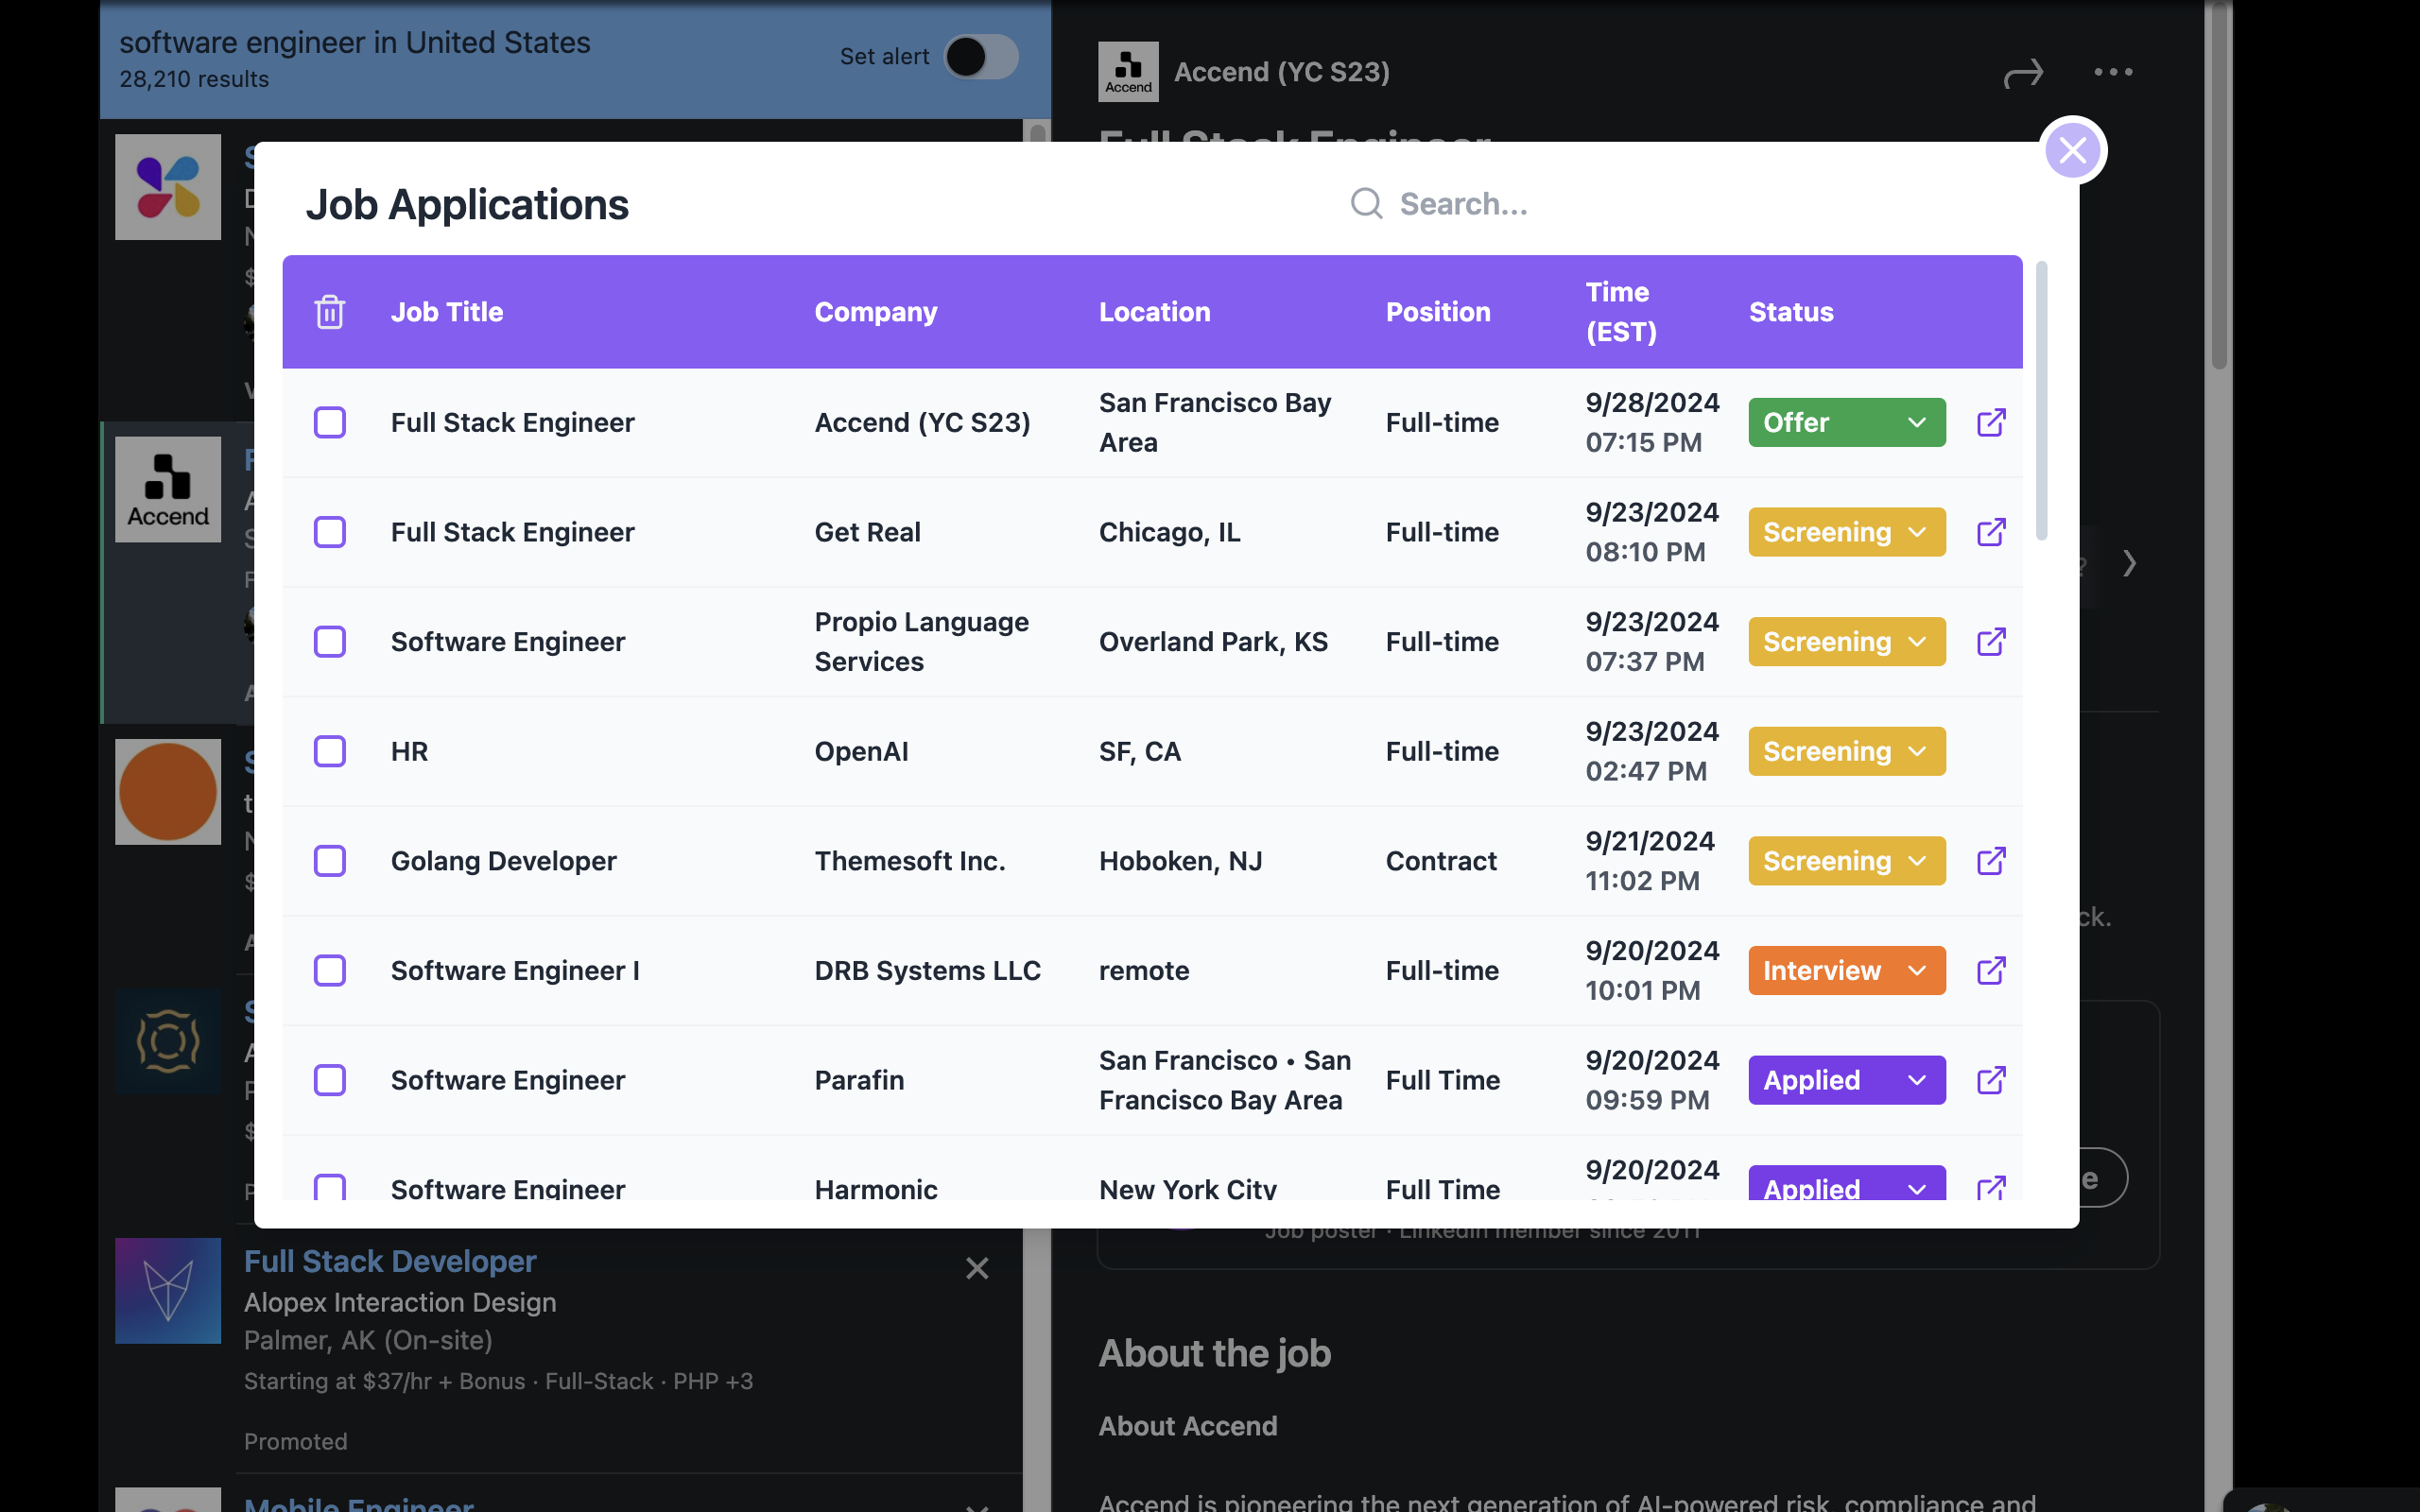 software engineer in United States
28,210 results
Set alert
Accend
Accend (YC S23)
Full Stack Engineer
Job Applications
Search...
Job Title
Company
Location
Position
Time
(EST)
Status
Full Stack Engineer
Accend (YC S23)
San Francisco Bay
Area
Full-time
9/28/2024
07:15 PM
Offer
Full Stack Engineer
Get Real
Chicago, IL
Full-time
9/23/2024
08:10 PM
Screening
Software Engineer
Propio Language
Services
Overland Park, KS
Full-time
9/23/2024
07:37 PM
Screening
HR
OpenAI
SF, CA
Full-time
9/23/2024
02:47 PM
Screening
Golang Developer
Themesoft Inc.
Hoboken, NJ
Contract
9/21/2024
11:02 PM
Screening
Software Engineer I
DRB Systems LLC
remote
Full-time
9/20/2024
10:01 PM
Interview
Software Engineer
Parafin
San Francisco • San
Francisco Bay Area
Full Time
9/20/2024
09:59 PM
Applied
Software Engineer
Harmonic
New York City
Full Time
9/20/2024
Applied
Accend
Full Stack Developer
Alopex Interaction Design
Palmer, AK (On-site)
Starting at $37/hr + Bonus · Full-Stack · PHP +3
Promoted
Mobile Engineer
ck.
Job poster · LinkedIn member since 2011
About the job
About Accend
Accend is pioneering the next generation of AI-powered risk, compliance and